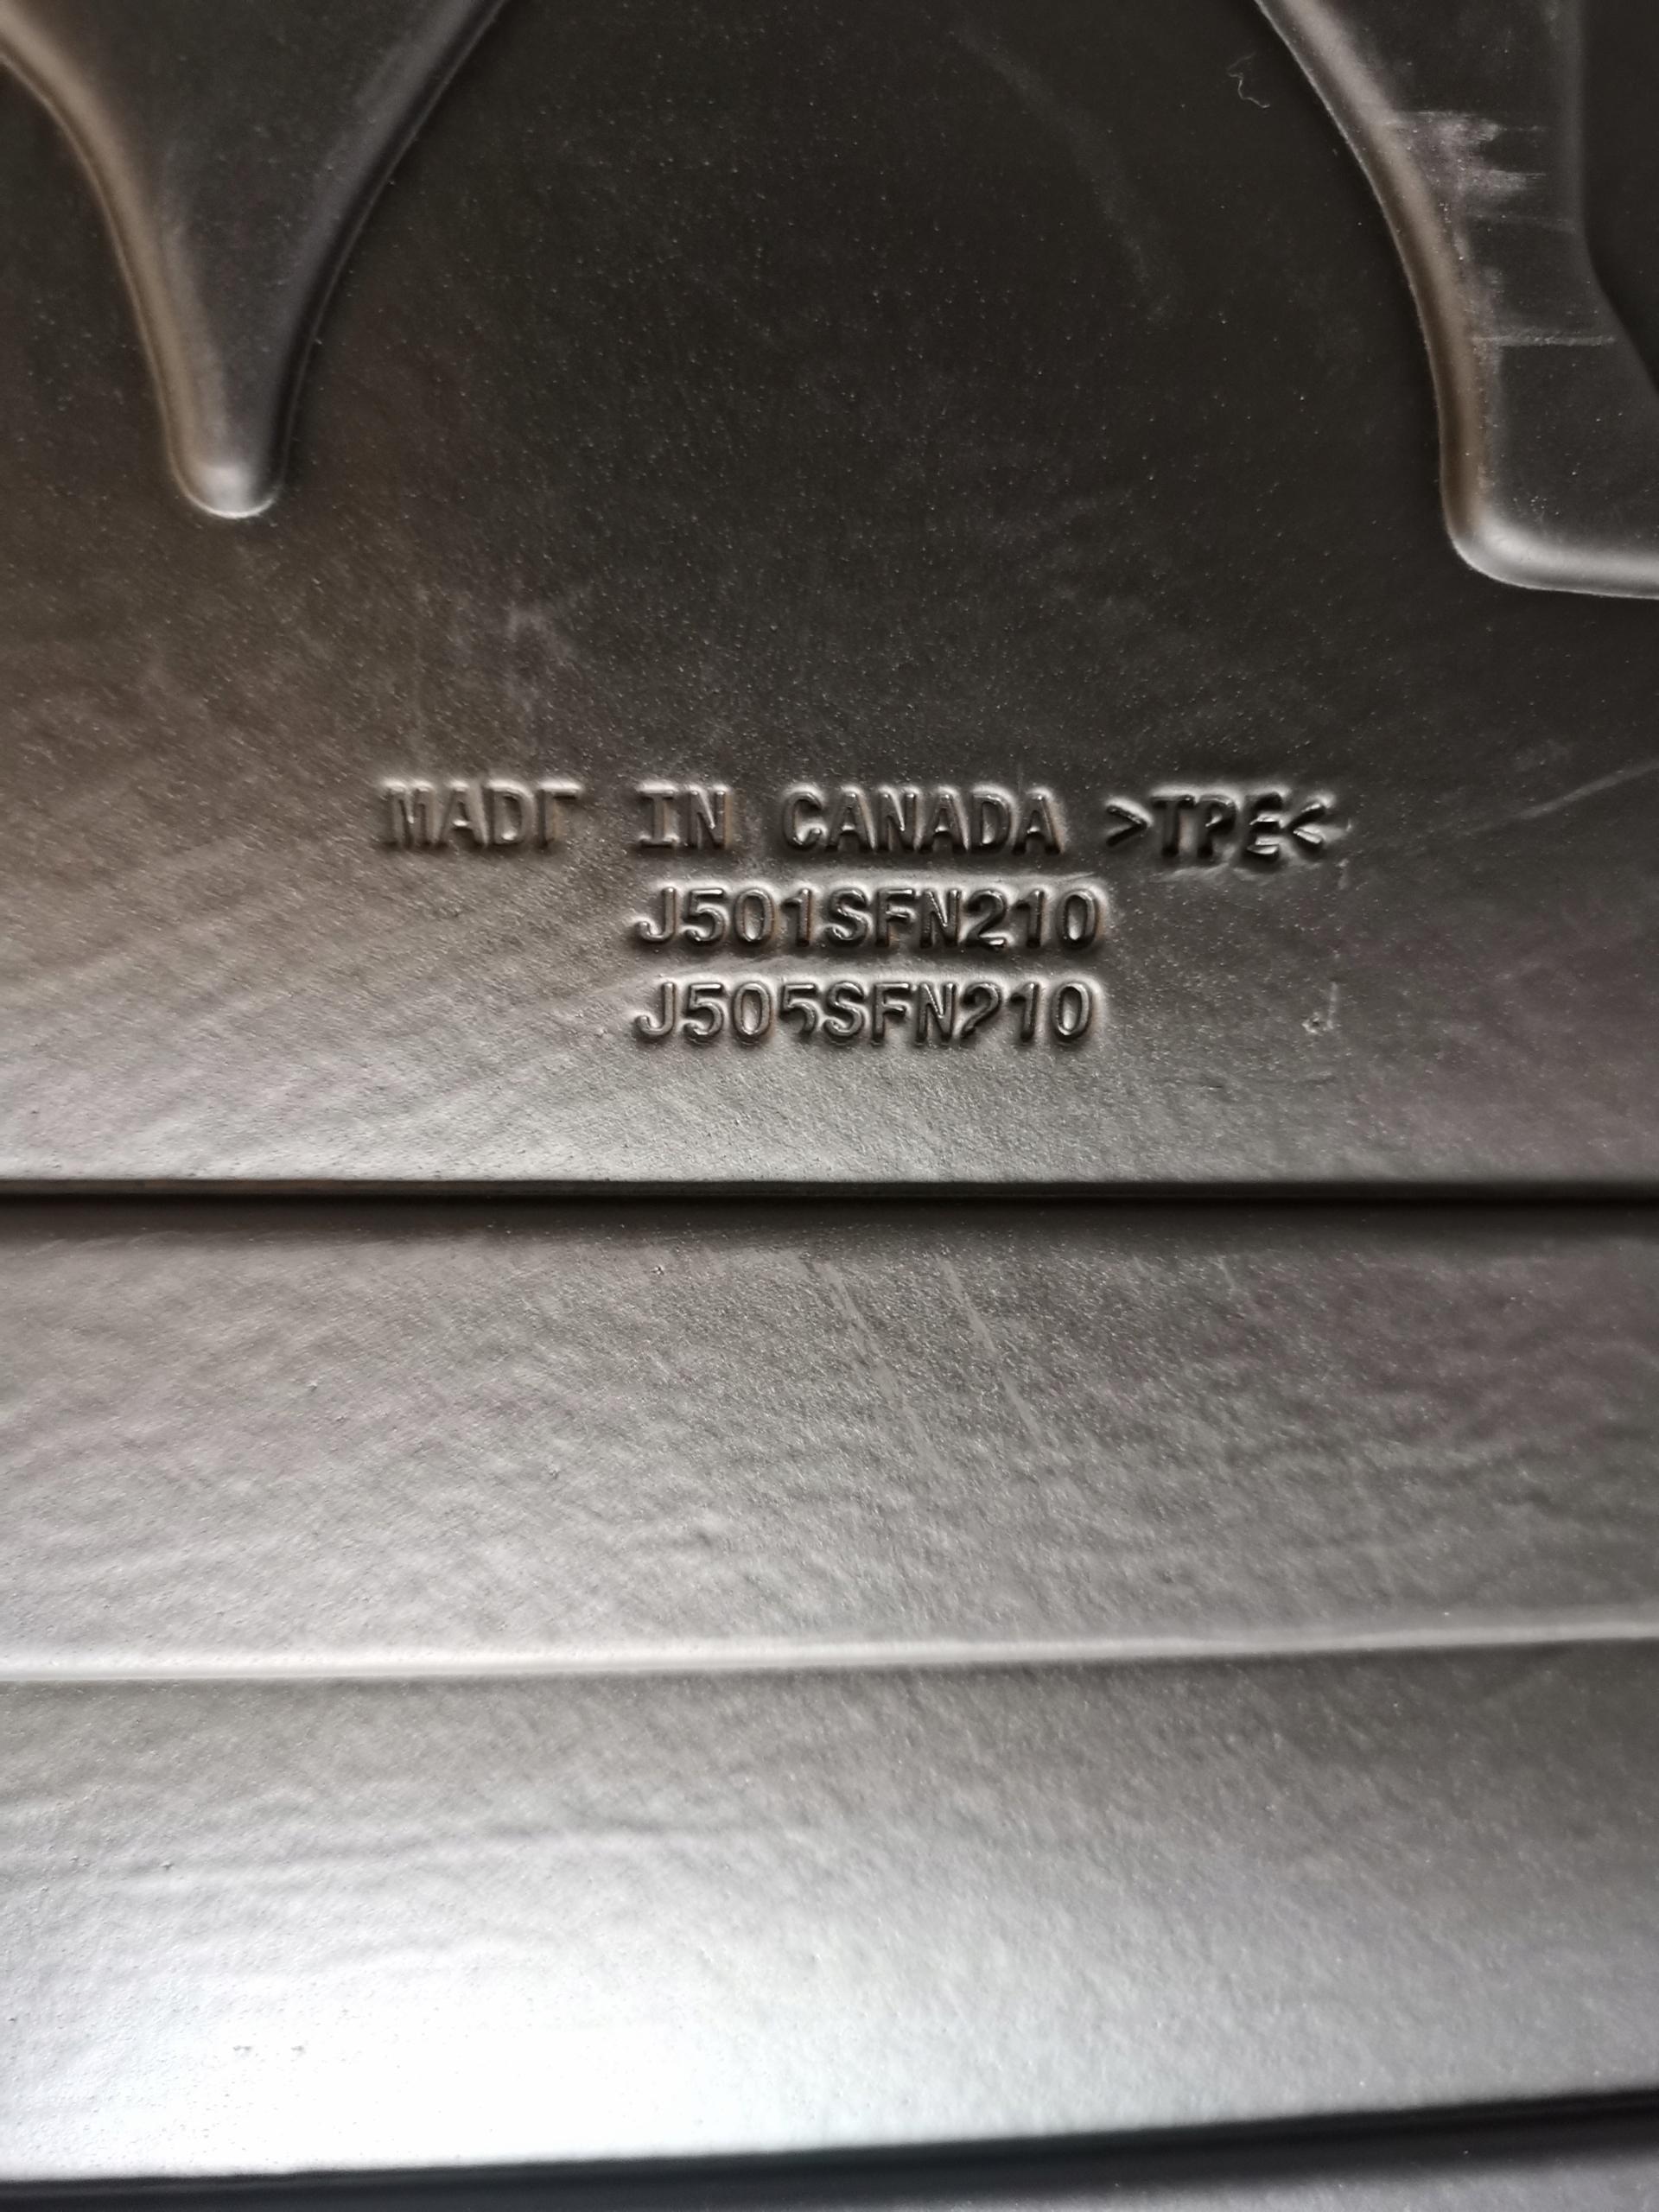 MADE IN CANADA >TPE<
J501SFN210
J505SFN210